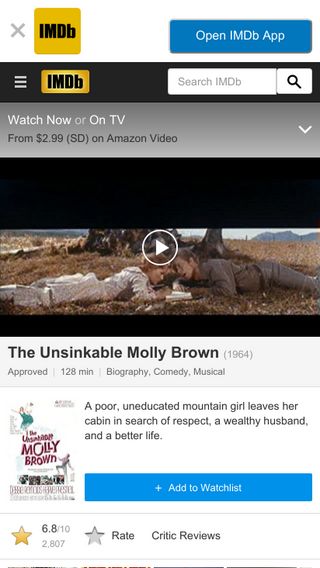 IMDb
Open IMDb App
IMDb
Search IMDb
Watch Now or On TV
From $2.99 (SD) on Amazon Video
The Unsinkable Molly Brown (1964)
Approved | 128 min | Biography, Comedy, Musical
A poor, uneducated mountain girl leaves her
cabin in search of respect, a wealthy husband,
and a better life.
the Unsinkable
MOLLY
BROWN
+ Add to Watchlist
6.8/10
2,807
Rate
Critic Reviews